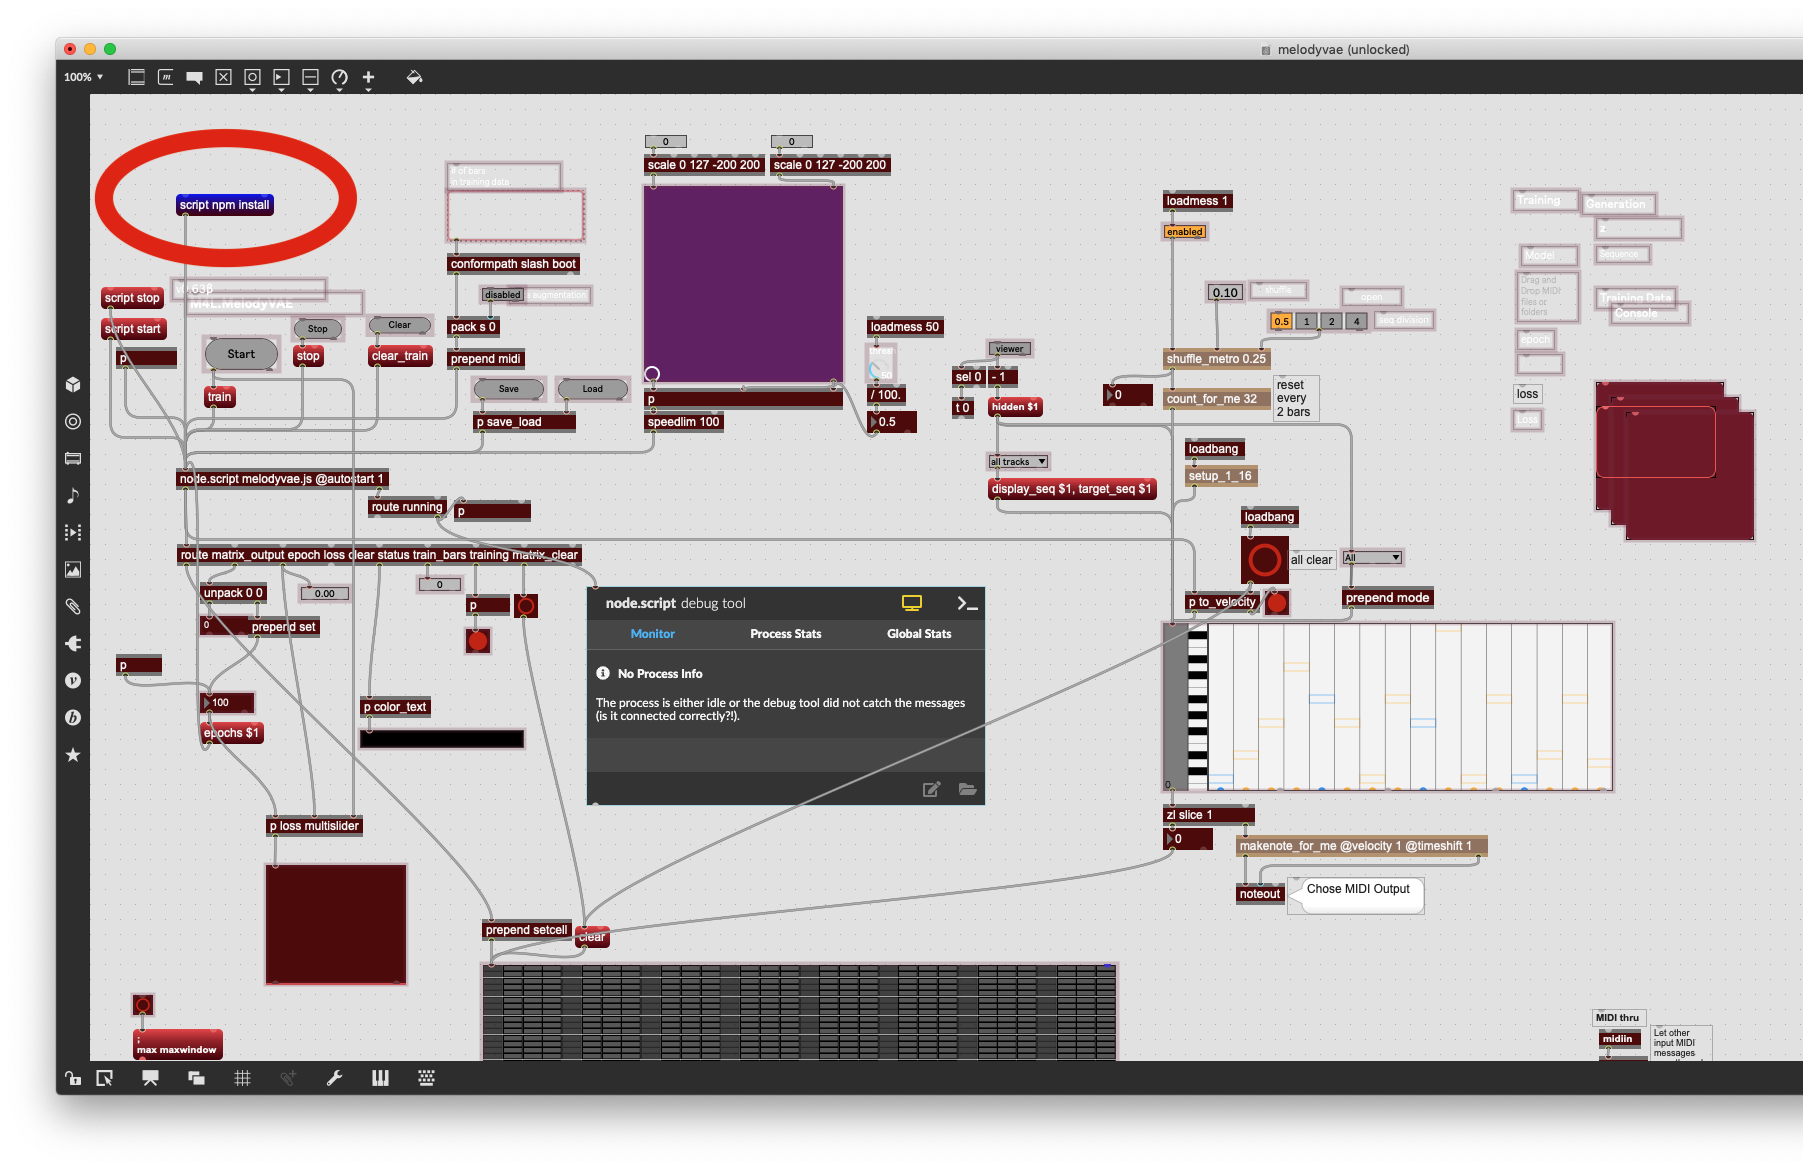 melodyvae (unlocked)
100%
script npm install
v0.63β
M4L.MelodyVAE
script stop
script start
p
Start
train
Stop
stop
Clear
clear_train
# of bars
in training data
conformpath slash boot
disabled
augmentation
pack s 0
prepend midi
Save
Load
p save_load
0
0
scale 0 127 -200 200
scale 0 127 -200 200
p
speedlim 100
loadmess 50
50
/ 100.
0.5
viewer
sel 0
- 1
t 0
hidden $1
all tracks
display_seq $1, target_seq $1
loadmess 1
enabled
0.10
shuffle
open
0.5
1
2
4
seq division
shuffle_metro 0.25
0
count_for_me 32
reset
every
2 bars
loadbang
setup_1_16
loadbang
all clear
All
p to_velocity
prepend mode
Training
Generation
z
Model
Sequence
Drag and
Drop MIDI
files or
folders
Training Data
Console
epoch
loss
Loss
node.script melodyvae.js @autostart 1
route running
p
route matrix_output epoch loss clear status train_bars training matrix_clear
unpack 0 0
0.00
0
p
0
prepend set
p
100
epochs $1
p color_text
p loss multislider
node.script debug tool
Monitor
Process Stats
Global Stats
No Process Info
The process is either idle or the debug tool did not catch the messages
(is it connected correctly?!).
0
zl slice 1
0
makenote_for_me @velocity 1 @timeshift 1
noteout
Chose MIDI Output
prepend setcell
clear
;
max maxwindow
MIDI thru
midiin
Let other
input MIDI
messages